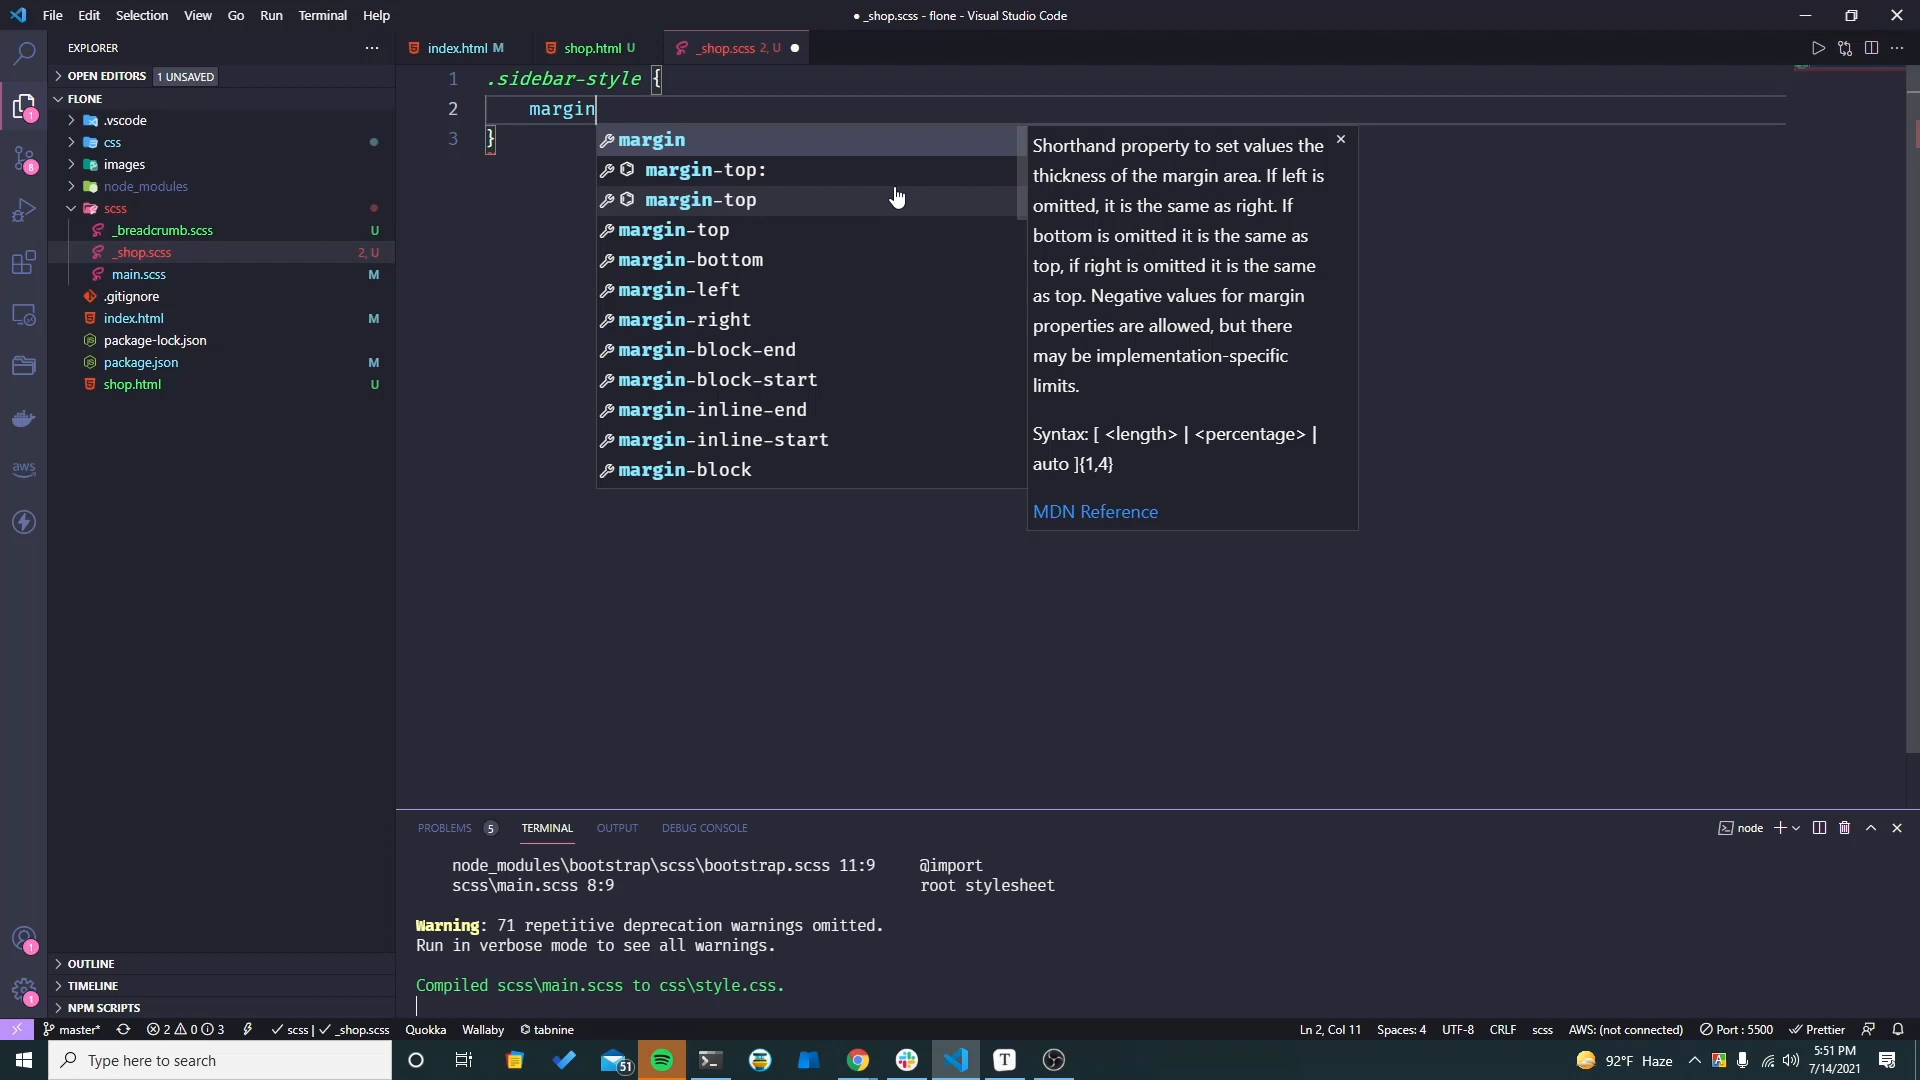 File Edit Selection View Go Run Terminal Help
● _shop.scss - flone - Visual Studio Code
EXPLORER
OPEN EDITORS 1 UNSAVED
FLONE
.vscode
css
images
node_modules
scss
_breadcrumb.scss U
_shop.scss 2, U
main.scss M
.gitignore
index.html M
package-lock.json
package.json M
shop.html U
OUTLINE
TIMELINE
NPM SCRIPTS
1
8
aws
1
1
index.html M
shop.html U
_shop.scss 2, U
1 .sidebar-style {
2 margin
3 }
margin
margin-top:
margin-top
margin-top
margin-bottom
margin-left
margin-right
margin-block-end
margin-block-start
margin-inline-end
margin-inline-start
margin-block
Shorthand property to set values the
thickness of the margin area. If left is
omitted, it is the same as right. If
bottom is omitted it is the same as
top, if right is omitted it is the same
as top. Negative values for margin
properties are allowed, but there
may be implementation-specific
limits.
Syntax: [ <length> | <percentage> |
auto ]{1,4}
MDN Reference
PROBLEMS 5 TERMINAL OUTPUT DEBUG CONSOLE
node
node_modules\bootstrap\scss\bootstrap.scss 11:9 @import
scss\main.scss 8:9 root stylesheet
Warning: 71 repetitive deprecation warnings omitted.
Run in verbose mode to see all warnings.
Compiled scss\main.scss to css\style.css.
master* 2 0 3 scss | _shop.scss Quokka Wallaby tabnine
Ln 2, Col 11 Spaces: 4 UTF-8 CRLF scss AWS: (not connected) Port : 5500 Prettier
Type here to search
51
T
92°F Haze
5:51 PM
7/14/2021